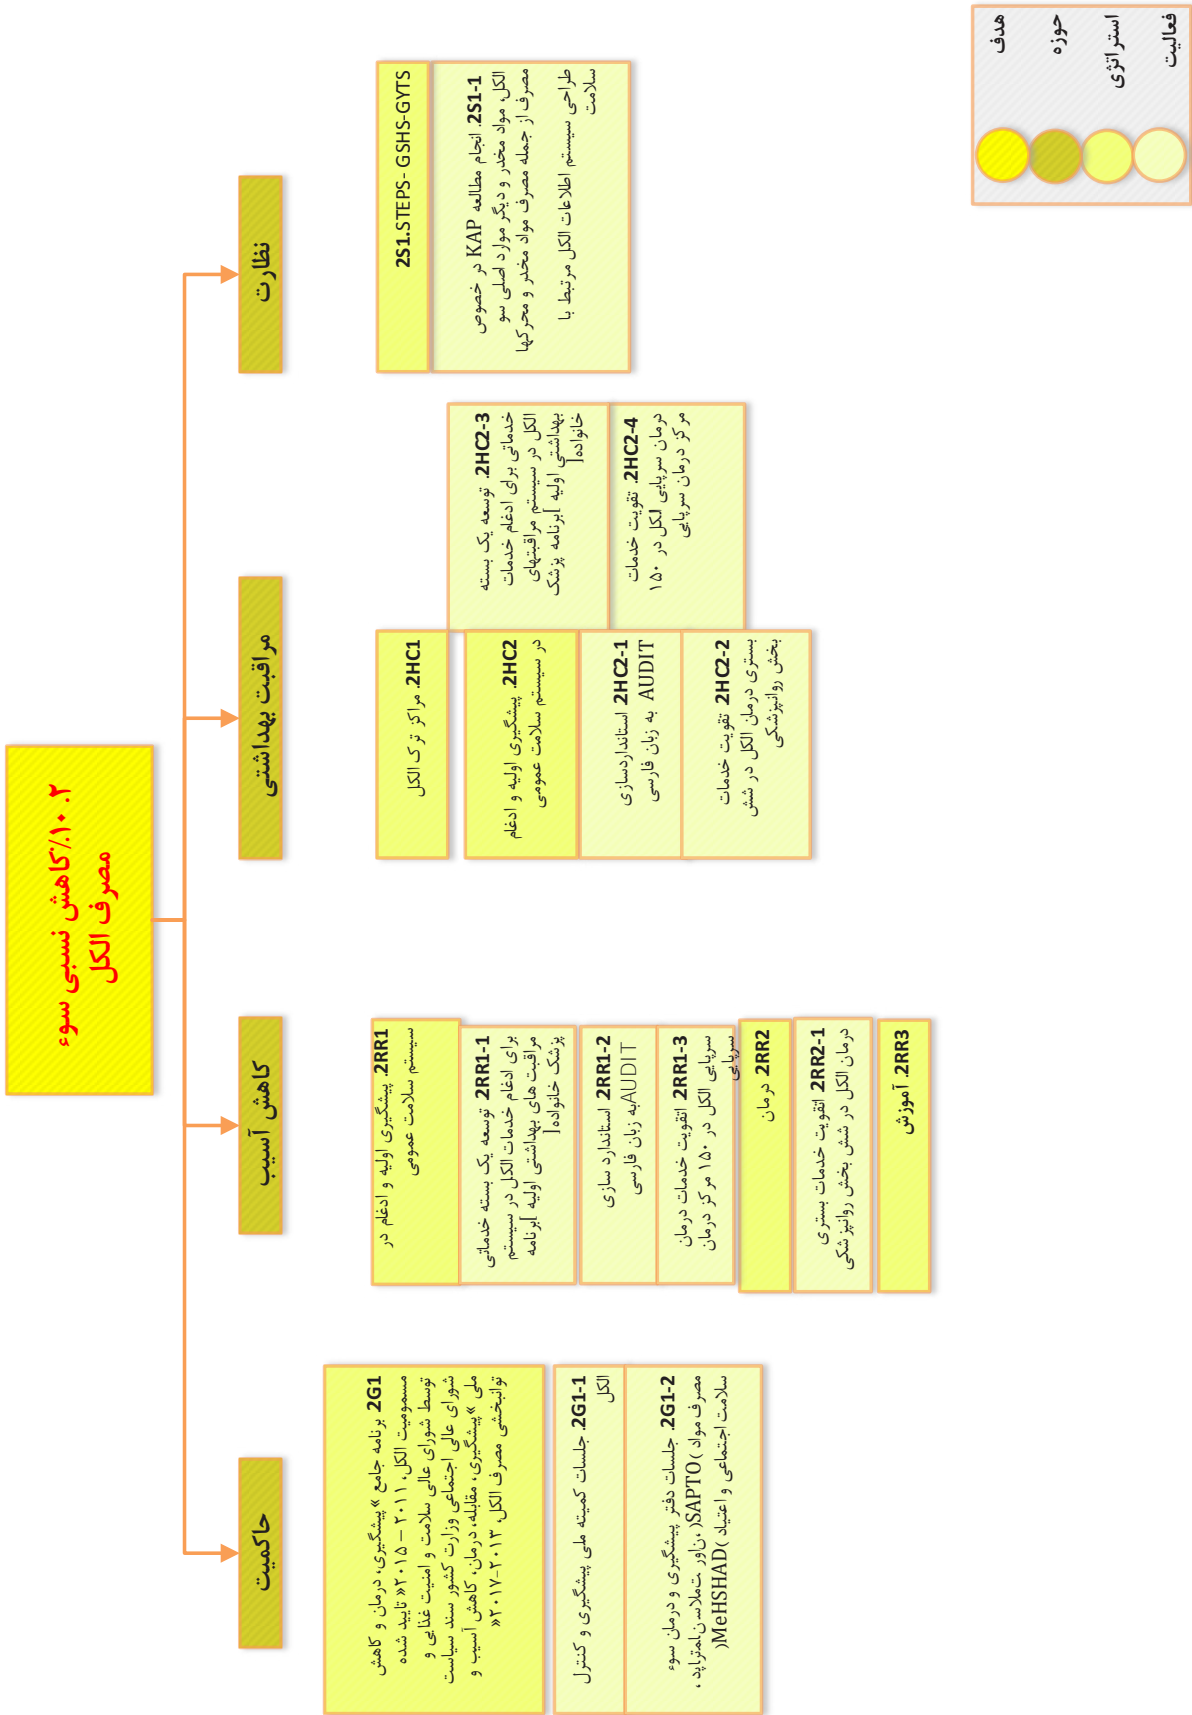 ۲. ۱۰٪کاهش نسبی سوء
مصرف الکل
نظارت
2S1.STEPS- GSHS-GYTS
2S1-1. انجام مطالعه KAP در خصوص
الکل، مواد مخدر و دیگر موارد اصلی سو
مصرف از جمله مصرف مواد مخدر و محرکها
طراحی سیستم اطلاعات الکل مرتبط با
سلامت
مراقبت بهداشتی
2HC1. مراکز ترک الکل
2HC2. پیشگیری اولیه و ادغام
در سیستم سلامت عمومی
2HC2-1. استانداردسازی
AUDIT به زبان فارسی
2HC2-2. تقویت خدمات
بستری درمان الکل در شش
بخش روانپزشکی
2HC2-3. توسعه یک بسته
خدماتی برای ادغام خدمات
الکل در سیستم مراقبتهای
بهداشتی اولیه ]برنامه پزشک
خانواده[
2HC2-4. تقویت خدمات
درمان سرپایی لکل در ۱۵۰
مرکز درمان سرپایی
کاهش آسیب
2RR1. پیشگیری اولیه و ادغام در
سیستم سلامت عمومی
2RR1-1. توسعه یک بسته خدماتی
برای ادغام خدمات الکل در سیستم
مراقبت های بهداشتی اولیه ]برنامه
پزشک خانواده[
2RR1-2. استاندارد سازی
AUDITبه زبان فارسی
2RR1-3. اتقویت خدمات درمان
سرپایی الکل در ۱۵۰ مرکز درمان
سرپایی
2RR2. درمان
2RR2-1. اتقویت خدمات بستری
درمان الکل در شش بخش روانپزشکی
2RR3. آموزش
حاکمیت
2G1. برنامه جامع »پیشگیری، درمان و کاهش
مسمومیت الکل، ۲۰۱۱ – ۲۰۱۵« تایید شده
توسط شورای عالی سلامت و امنیت غذایی و
شورای عالی اجتماعی وزارت کشور سند سیاست
ملی »پیشگیری، مقابله، درمان، کاهش آسیب و
توانبخشی مصرف الکل، ۲۰۱۳-۲۰۱۷«
2G1-1. جلسات کمیته ملی پیشگیری و کنترل
الکل
2G1-2. جلسات دفتر پیشگیری و درمان سوء
مصرف مواد )SAPTO(،
سلامت اجتماعی و اعتیاد )MeHSHAD(
هدف
حوزه
استراتژی
فعالیت